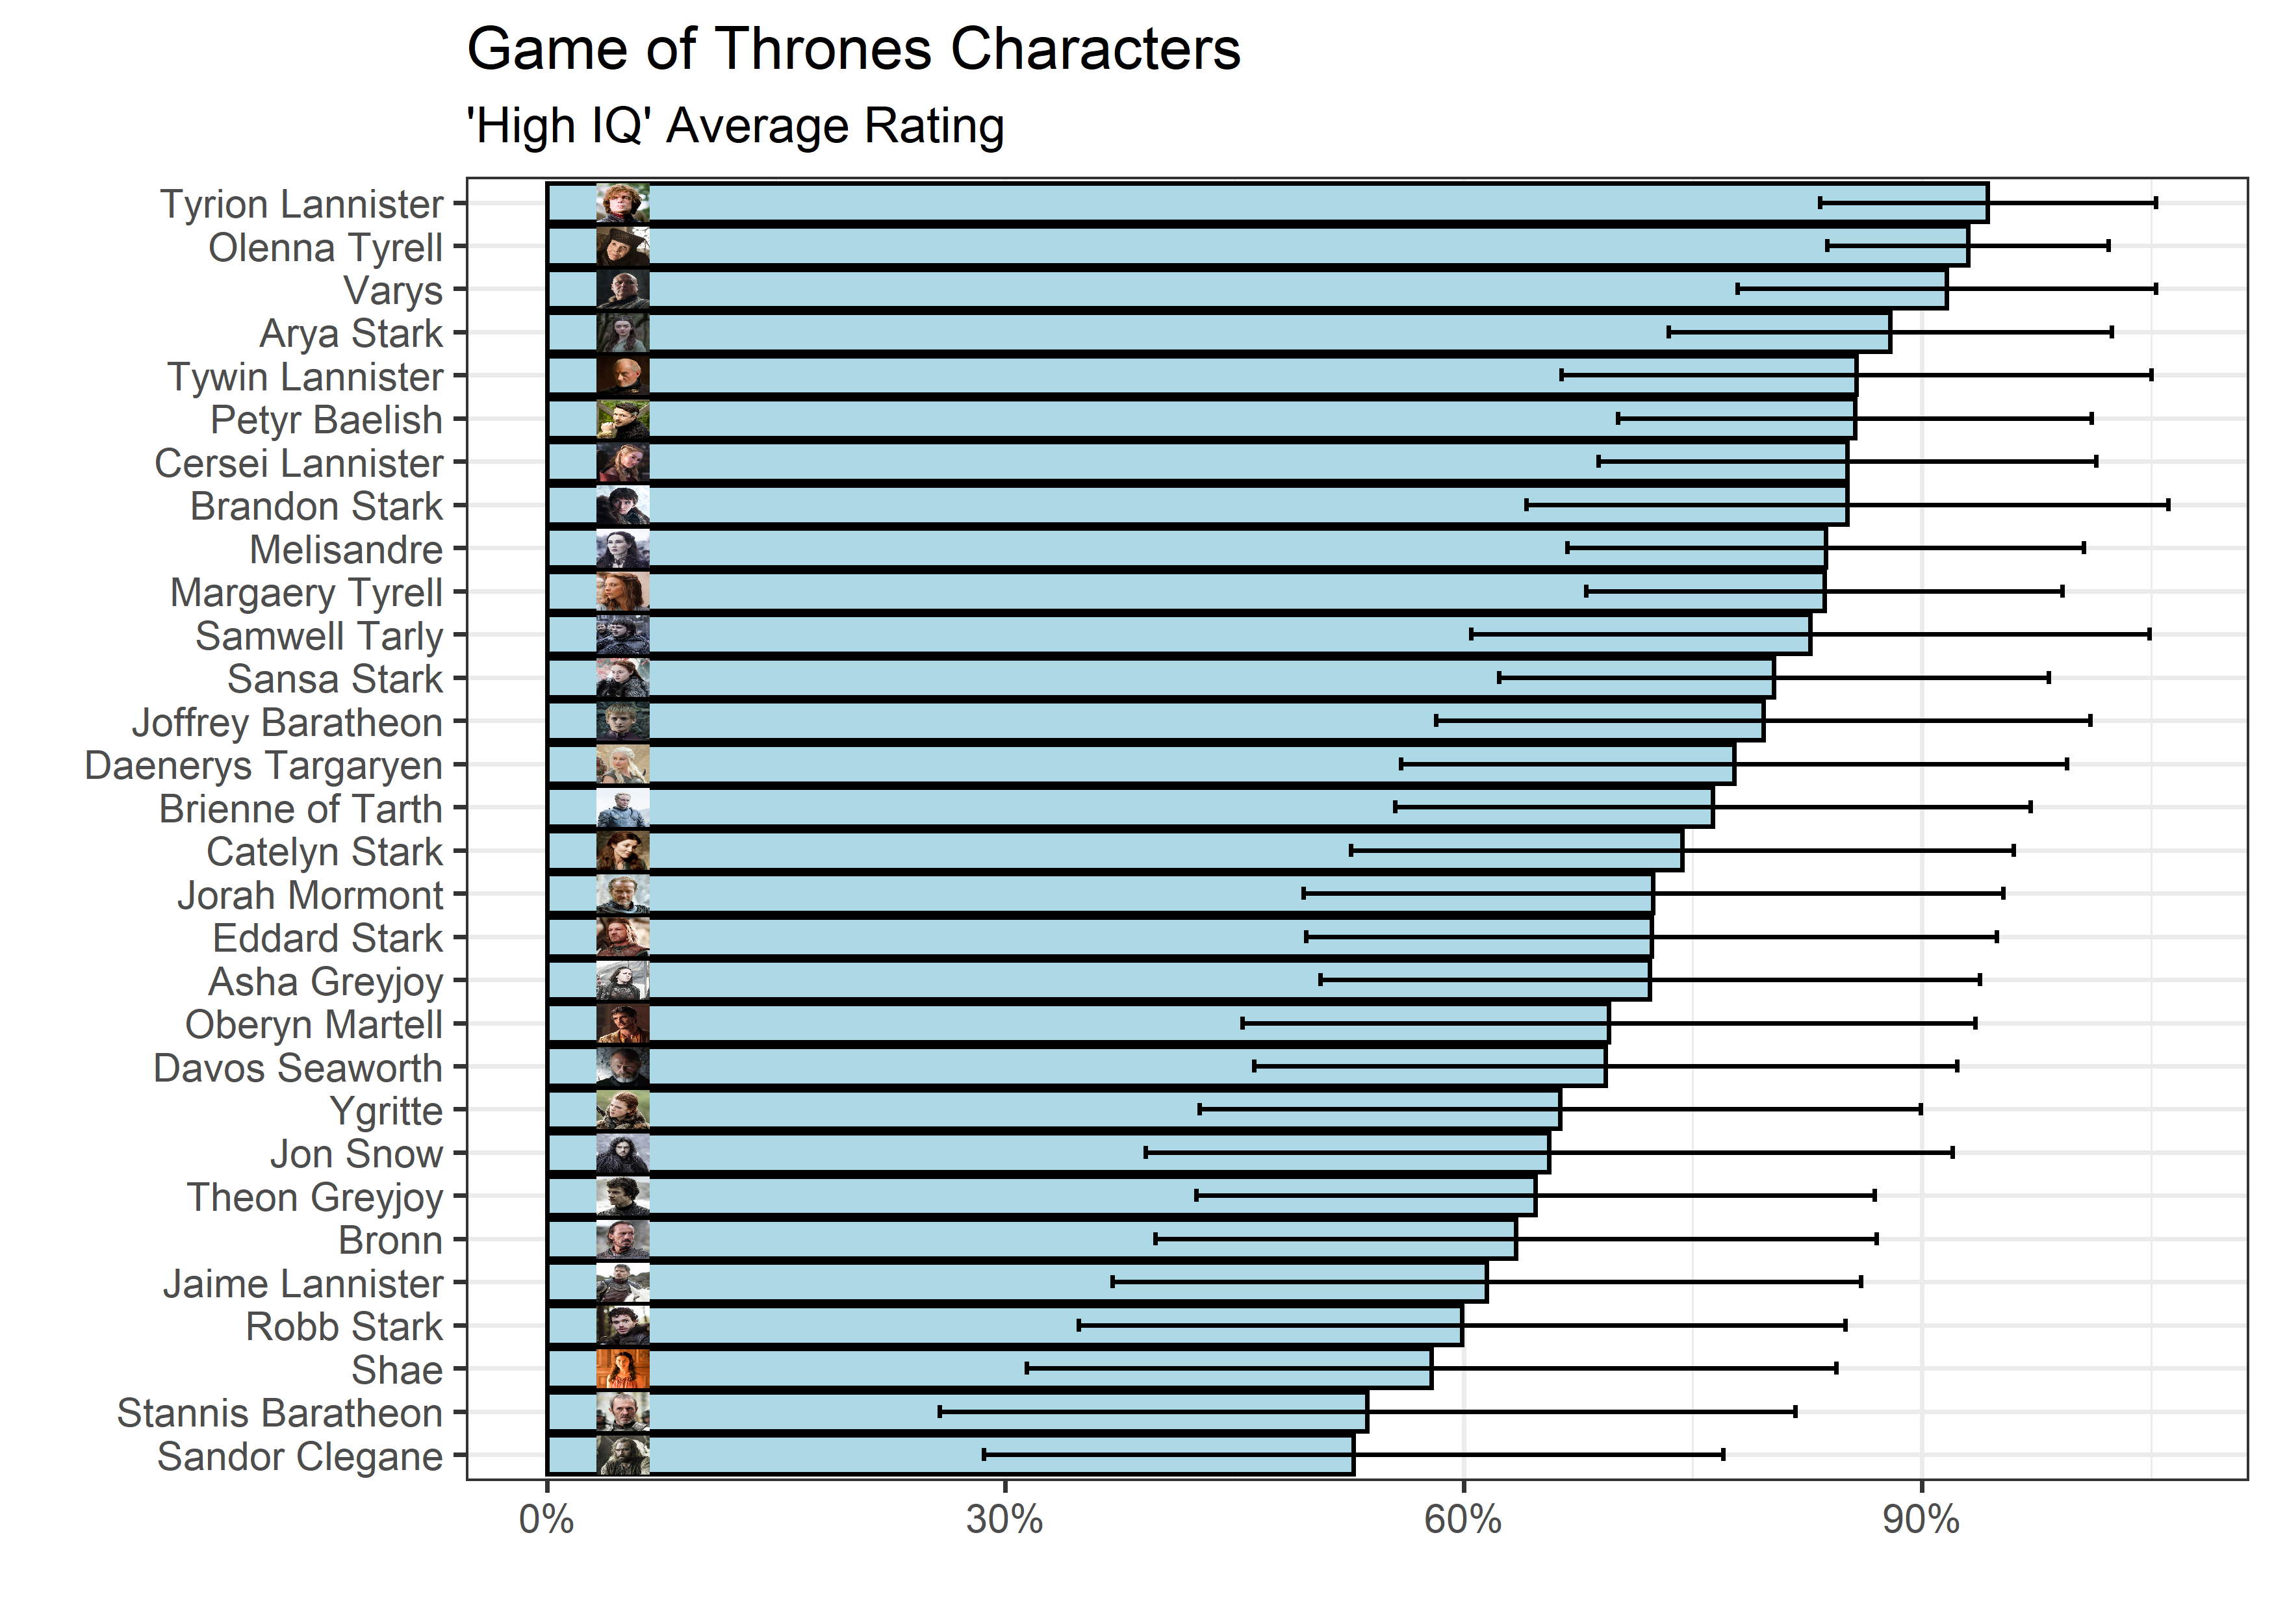 Game of Thrones Characters
'High IQ' Average Rating
Tyrion Lannister
Olenna Tyrell
Varys
Arya Stark
Tywin Lannister
Petyr Baelish
Cersei Lannister
Brandon Stark
Melisandre
Margaery Tyrell
Samwell Tarly
Sansa Stark
Joffrey Baratheon
Daenerys Targaryen
Brienne of Tarth
Catelyn Stark
Jorah Mormont
Eddard Stark
Asha Greyjoy
Oberyn Martell
Davos Seaworth
Ygritte
Jon Snow
Theon Greyjoy
Bronn
Jaime Lannister
Robb Stark
Shae
Stannis Baratheon
Sandor Clegane
0% 30% 60% 90%